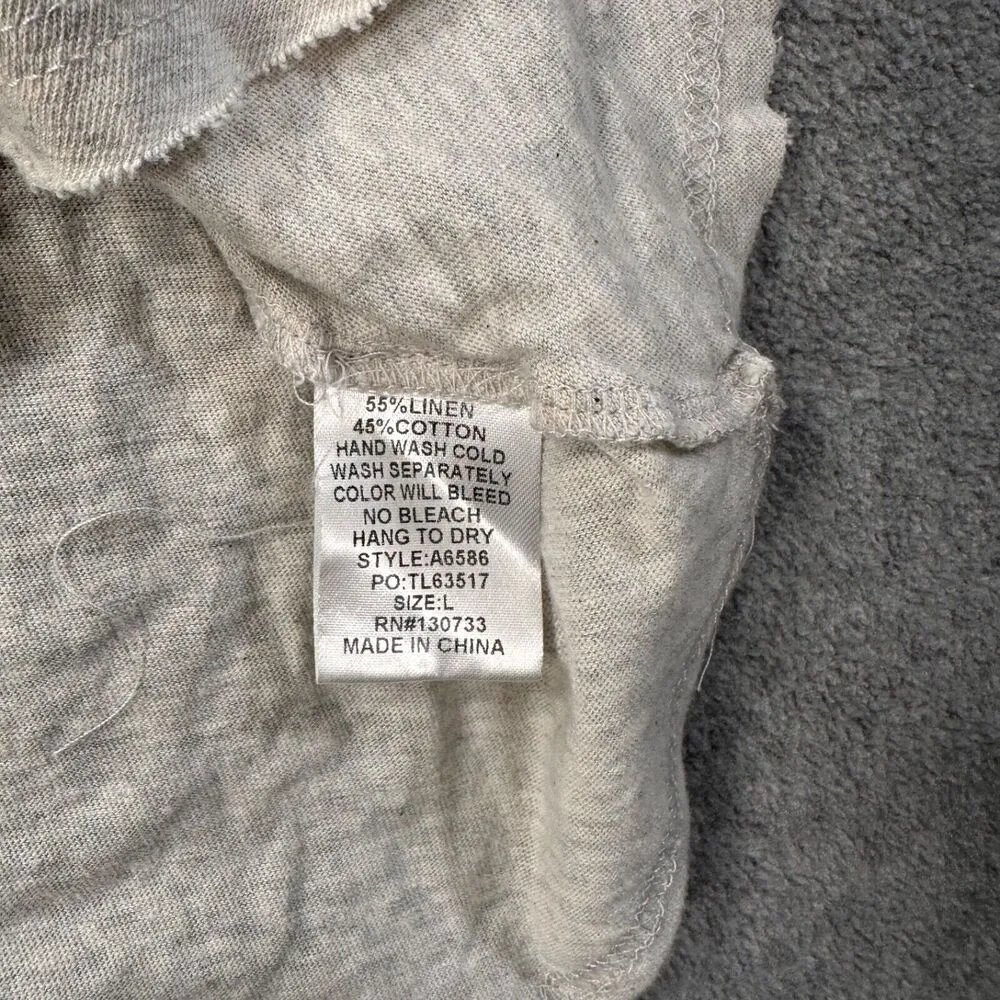 55%LINEN
45%COTTON
HAND WASH COLD
WASH SEPARATELY
COLOR WILL BLEED
NO BLEACH
HANG TO DRY
STYLE:A6586
PO:TL63517
SIZE:L
RN#130733
MADE IN CHINA